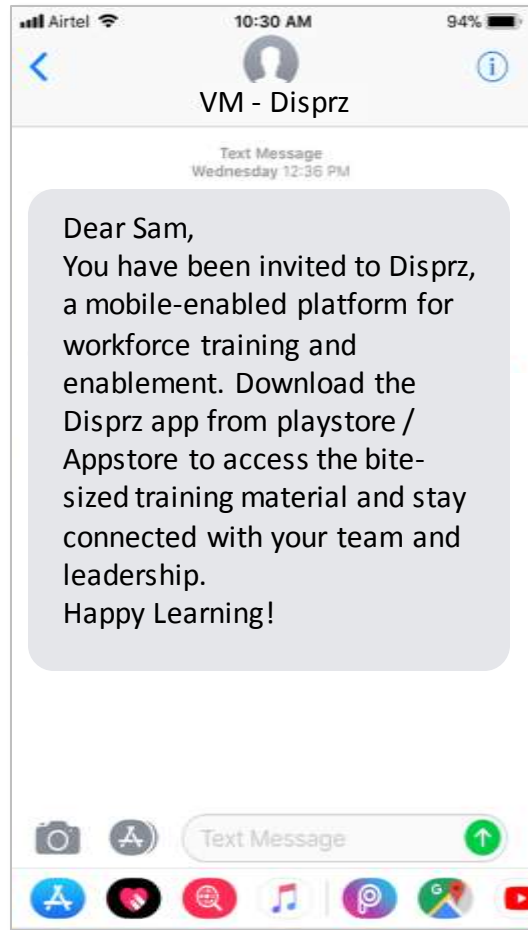 Airtel 10:30 AM 94%
VM - Disprz
Text Message
Wednesday 12:36 PM
Dear Sam,
You have been invited to Disprz,
a mobile-enabled platform for
workforce training and
enablement. Download the
Disprz app from playstore /
Appstore to access the bite-
sized training material and stay
connected with your team and
leadership.
Happy Learning!
Text Message